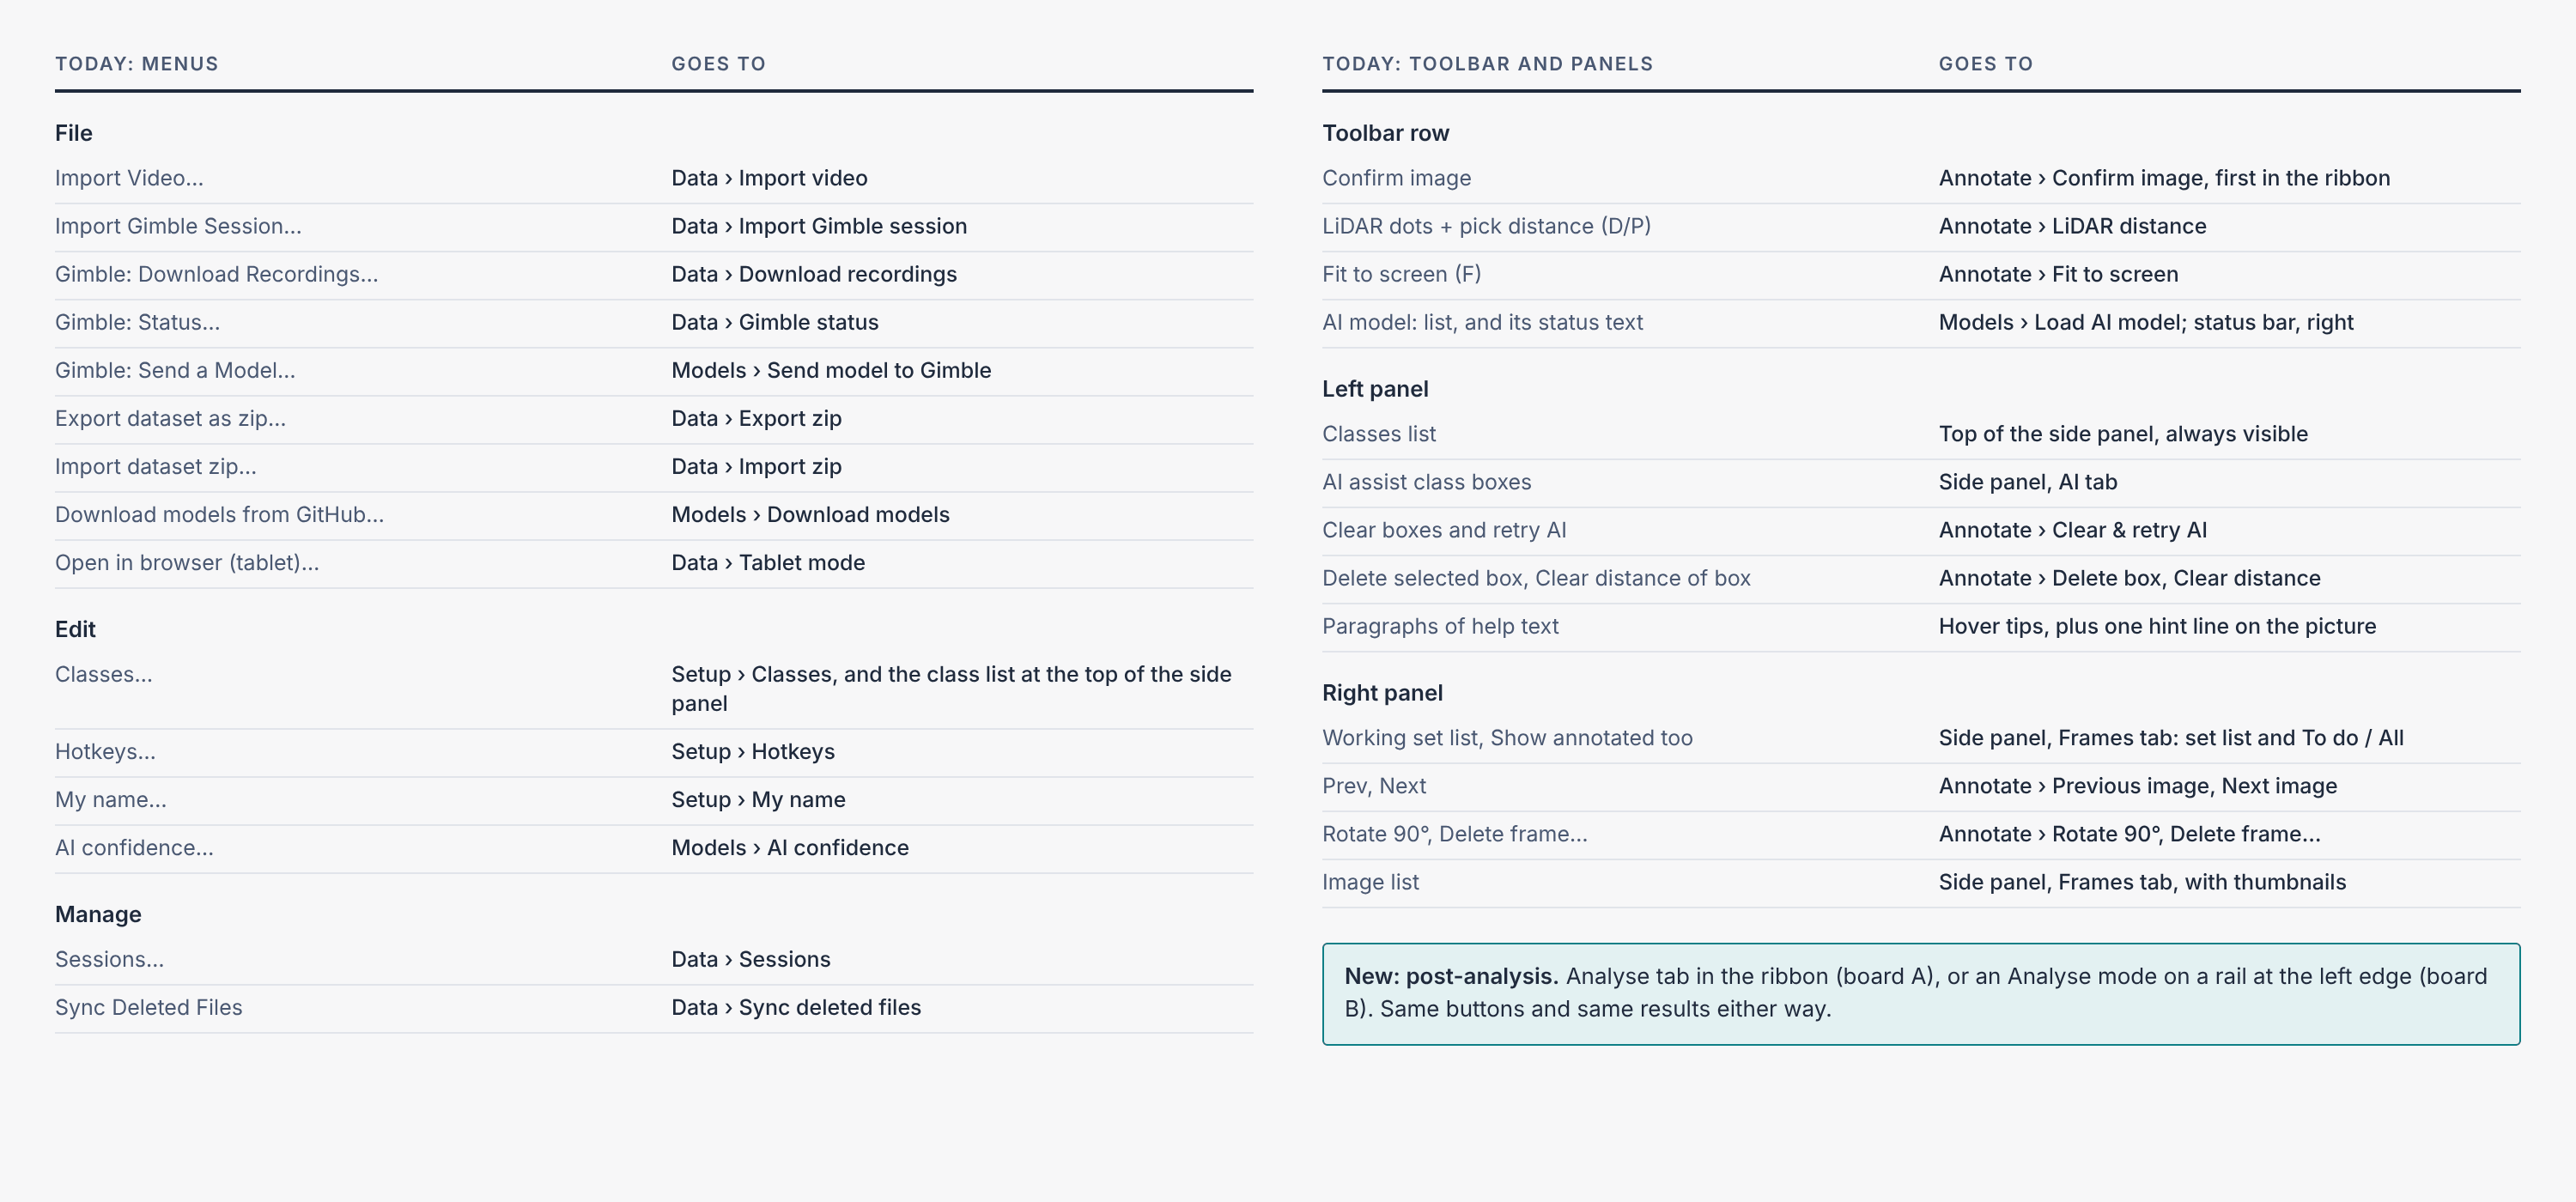 TODAY: MENUS GOES TO
File
Import Video... Data › Import video
Import Gimble Session... Data › Import Gimble session
Gimble: Download Recordings... Data › Download recordings
Gimble: Status... Data › Gimble status
Gimble: Send a Model... Models › Send model to Gimble
Export dataset as zip... Data › Export zip
Import dataset zip... Data › Import zip
Download models from GitHub... Models › Download models
Open in browser (tablet)... Data › Tablet mode
Edit
Classes... Setup › Classes, and the class list at the top of the side
panel
Hotkeys... Setup › Hotkeys
My name... Setup › My name
AI confidence... Models › AI confidence
Manage
Sessions... Data › Sessions
Sync Deleted Files Data › Sync deleted files
TODAY: TOOLBAR AND PANELS GOES TO
Toolbar row
Confirm image Annotate › Confirm image, first in the ribbon
LiDAR dots + pick distance (D/P) Annotate › LiDAR distance
Fit to screen (F) Annotate › Fit to screen
AI model: list, and its status text Models › Load AI model; status bar, right
Left panel
Classes list Top of the side panel, always visible
AI assist class boxes Side panel, AI tab
Clear boxes and retry AI Annotate › Clear & retry AI
Delete selected box, Clear distance of box Annotate › Delete box, Clear distance
Paragraphs of help text Hover tips, plus one hint line on the picture
Right panel
Working set list, Show annotated too Side panel, Frames tab: set list and To do / All
Prev, Next Annotate › Previous image, Next image
Rotate 90°, Delete frame... Annotate › Rotate 90°, Delete frame...
Image list Side panel, Frames tab, with thumbnails
New: post-analysis. Analyse tab in the ribbon (board A), or an Analyse mode on a rail at the left edge (board
B). Same buttons and same results either way.